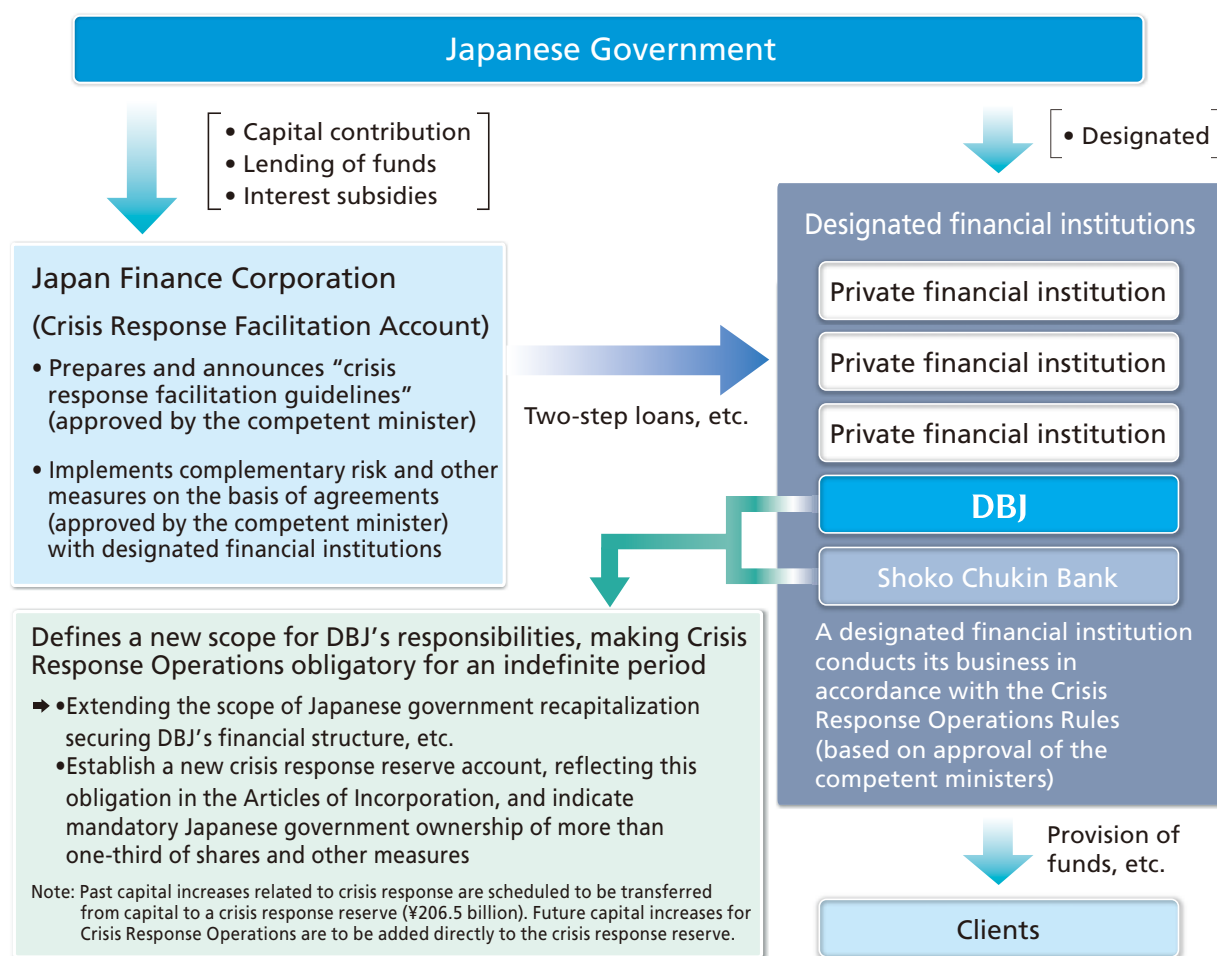 Japanese Government
• Capital contribution
• Lending of funds
• Interest subsidies
• Designated
Japan Finance Corporation
(Crisis Response Facilitation Account)
• Prepares and announces “crisis
response facilitation guidelines”
(approved by the competent minister)
• Implements complementary risk and other
measures on the basis of agreements
(approved by the competent minister)
with designated financial institutions
Two-step loans, etc.
Designated financial institutions
Private financial institution
Private financial institution
Private financial institution
DBJ
Shoko Chukin Bank
A designated financial institution
conducts its business in
accordance with the Crisis
Response Operations Rules
(based on approval of the
competent ministers)
Defines a new scope for DBJ’s responsibilities, making Crisis
Response Operations obligatory for an indefinite period
➡ •Extending the scope of Japanese government recapitalization
securing DBJ’s financial structure, etc.
•Establish a new crisis response reserve account, reflecting this
obligation in the Articles of Incorporation, and indicate
mandatory Japanese government ownership of more than
one-third of shares and other measures
Note: Past capital increases related to crisis response are scheduled to be transferred
from capital to a crisis response reserve (¥206.5 billion). Future capital increases for
Crisis Response Operations are to be added directly to the crisis response reserve.
Provision of
funds, etc.
Clients